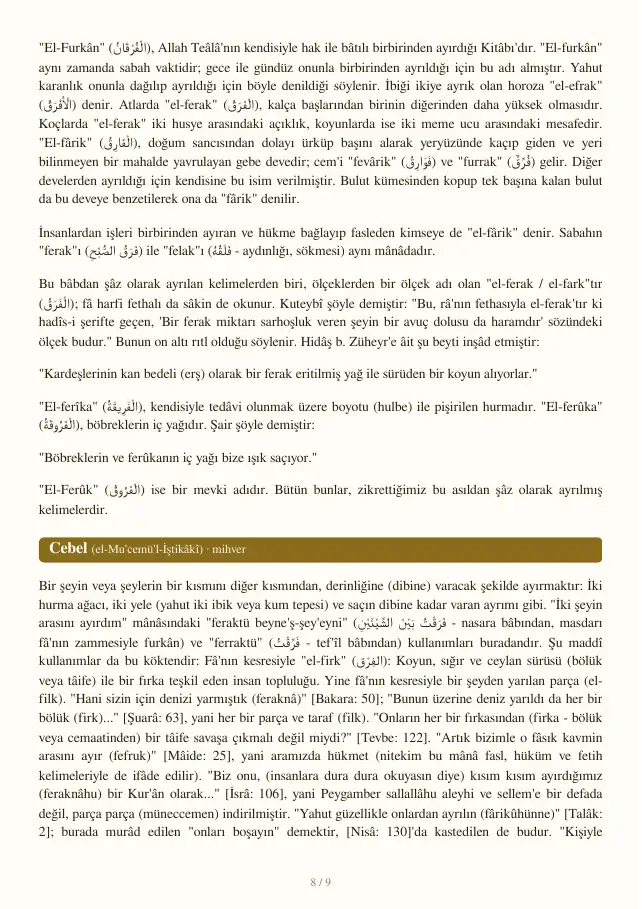 "El-Furkân" (الْفُرْقَانُ), Allah Teâlâ'nın kendisiyle hak ile bâtılı birbirinden ayırdığı Kitâbı'dır. "El-furkân"
aynı zamanda sabah vaktidir; gece ile gündüz onunla birbirinden ayrıldığı için bu adı almıştır. Yahut
karanlık onunla dağılıp ayrıldığı için böyle denildiği söylenir. İbiği ikiye ayrık olan horoza "el-efrak"
(الْأَفْرَقُ) denir. Atlarda "el-ferak" (الْفَرَقُ), kalça başlarından birinin diğerinden daha yüksek olmasıdır.
Koçlarda "el-ferak" iki husye arasındaki açıklık, koyunlarda ise iki meme ucu arasındaki mesafedir.
"El-fârik" (الْفَارِقُ), doğum sancısından dolayı ürküp başını alarak yeryüzünde kaçıp giden ve yeri
bilinmeyen bir mahalde yavrulayan gebe devedir; cem'i "fevârik" (فَوَارِقُ) ve "furrak" (فُرَّقٌ) gelir. Diğer
develerden ayrıldığı için kendisine bu isim verilmiştir. Bulut kümesinden kopup tek başına kalan bulut
da bu deveye benzetilerek ona da "fârik" denilir.
İnsanlardan işleri birbirinden ayıran ve hükme bağlayıp fasleden kimseye de "el-fârik" denir. Sabahın
"ferak"ı (فَرَقُ الصُّبْحِ) ile "felak"ı (فَلَقُهُ - aydınlığı, sökmesi) aynı mânâdadır.
Bu bâbdan şâz olarak ayrılan kelimelerden biri, ölçeklerden bir ölçek adı olan "el-ferak / el-fark"tır
(الْفَرَقُ); fâ harfi fethalı da sâkin de okunur. Kuteybî şöyle demiştir: "Bu, râ'nın fethasıyla el-ferak'tır ki
hadîs-i şerifte geçen, 'Bir ferak miktarı sarhoşluk veren şeyin bir avuç dolusu da haramdır' sözündeki
ölçek budur." Bunun on altı rıtl olduğu söylenir. Hidâş b. Züheyr'e âit şu beyti inşâd etmiştir:
"Kardeşlerinin kan bedeli (erş) olarak bir ferak eritilmiş yağ ile sürüden bir koyun alıyorlar."
"El-ferîka" (الْفَرِيقَةُ), kendisiyle tedâvi olunmak üzere boyotu (hulbe) ile pişirilen hurmadır. "El-ferûka"
(الْفَرُوقَةُ), böbreklerin iç yağıdır. Şair şöyle demiştir:
"Böbreklerin ve ferûkanın iç yağı bize ışık saçıyor."
"El-Ferûk" (الْفَرُوقُ) ise bir mevki adıdır. Bütün bunlar, zikrettiğimiz bu asıldan şâz olarak ayrılmış
kelimelerdir.
Cebel (el-Mu'cemü'l-İştikâkî) · mihver
Bir şeyin veya şeylerin bir kısmını diğer kısmından, derinliğine (dibine) varacak şekilde ayırmaktır: İki
hurma ağacı, iki yele (yahut iki ibik veya kum tepesi) ve saçın dibine kadar varan ayrımı gibi. "İki şeyin
arasını ayırdım" mânâsındaki "feraktü beyne'ş-şey'eyni" (فَرَقْتُ بَيْنَ الشَّيْئَيْنِ - nasara bâbından, masdarı
fâ'nın zammesiyle furkân) ve "ferraktü" (فَرَّقْتُ - tef'îl bâbından) kullanımları buradandır. Şu maddî
kullanımlar da bu köktendir: Fâ'nın kesresiyle "el-firk" (الفِرْق): Koyun, sığır ve ceylan sürüsü (bölük
veya tâife) ile bir fırka teşkil eden insan topluluğu. Yine fâ'nın kesresiyle bir şeyden yarılan parça (el-
filk). "Hani sizin için denizi yarmıştık (feraknâ)" [Bakara: 50]; "Bunun üzerine deniz yarıldı da her bir
bölük (firk)..." [Şuarâ: 63], yani her bir parça ve taraf (filk). "Onların her bir fırkasından (firka - bölük
veya cemaatinden) bir tâife savaşa çıkmalı değil miydi?" [Tevbe: 122]. "Artık bizimle o fâsık kavmin
arasını ayır (fefruk)" [Mâide: 25], yani aramızda hükmet (nitekim bu mânâ fasl, hüküm ve fetih
kelimeleriyle de ifâde edilir). "Biz onu, (insanlara dura dura okuyasın diye) kısım kısım ayırdığımız
(feraknâhu) bir Kur'ân olarak..." [İsrâ: 106], yani Peygamber sallallâhu aleyhi ve sellem'e bir defada
değil, parça parça (müneccemen) indirilmiştir. "Yahut güzellikle onlardan ayrılın (fârikûhünne)" [Talâk:
2]; burada murâd edilen "onları boşayın" demektir, [Nisâ: 130]'da kastedilen de budur. "Kişiyle
8 / 9